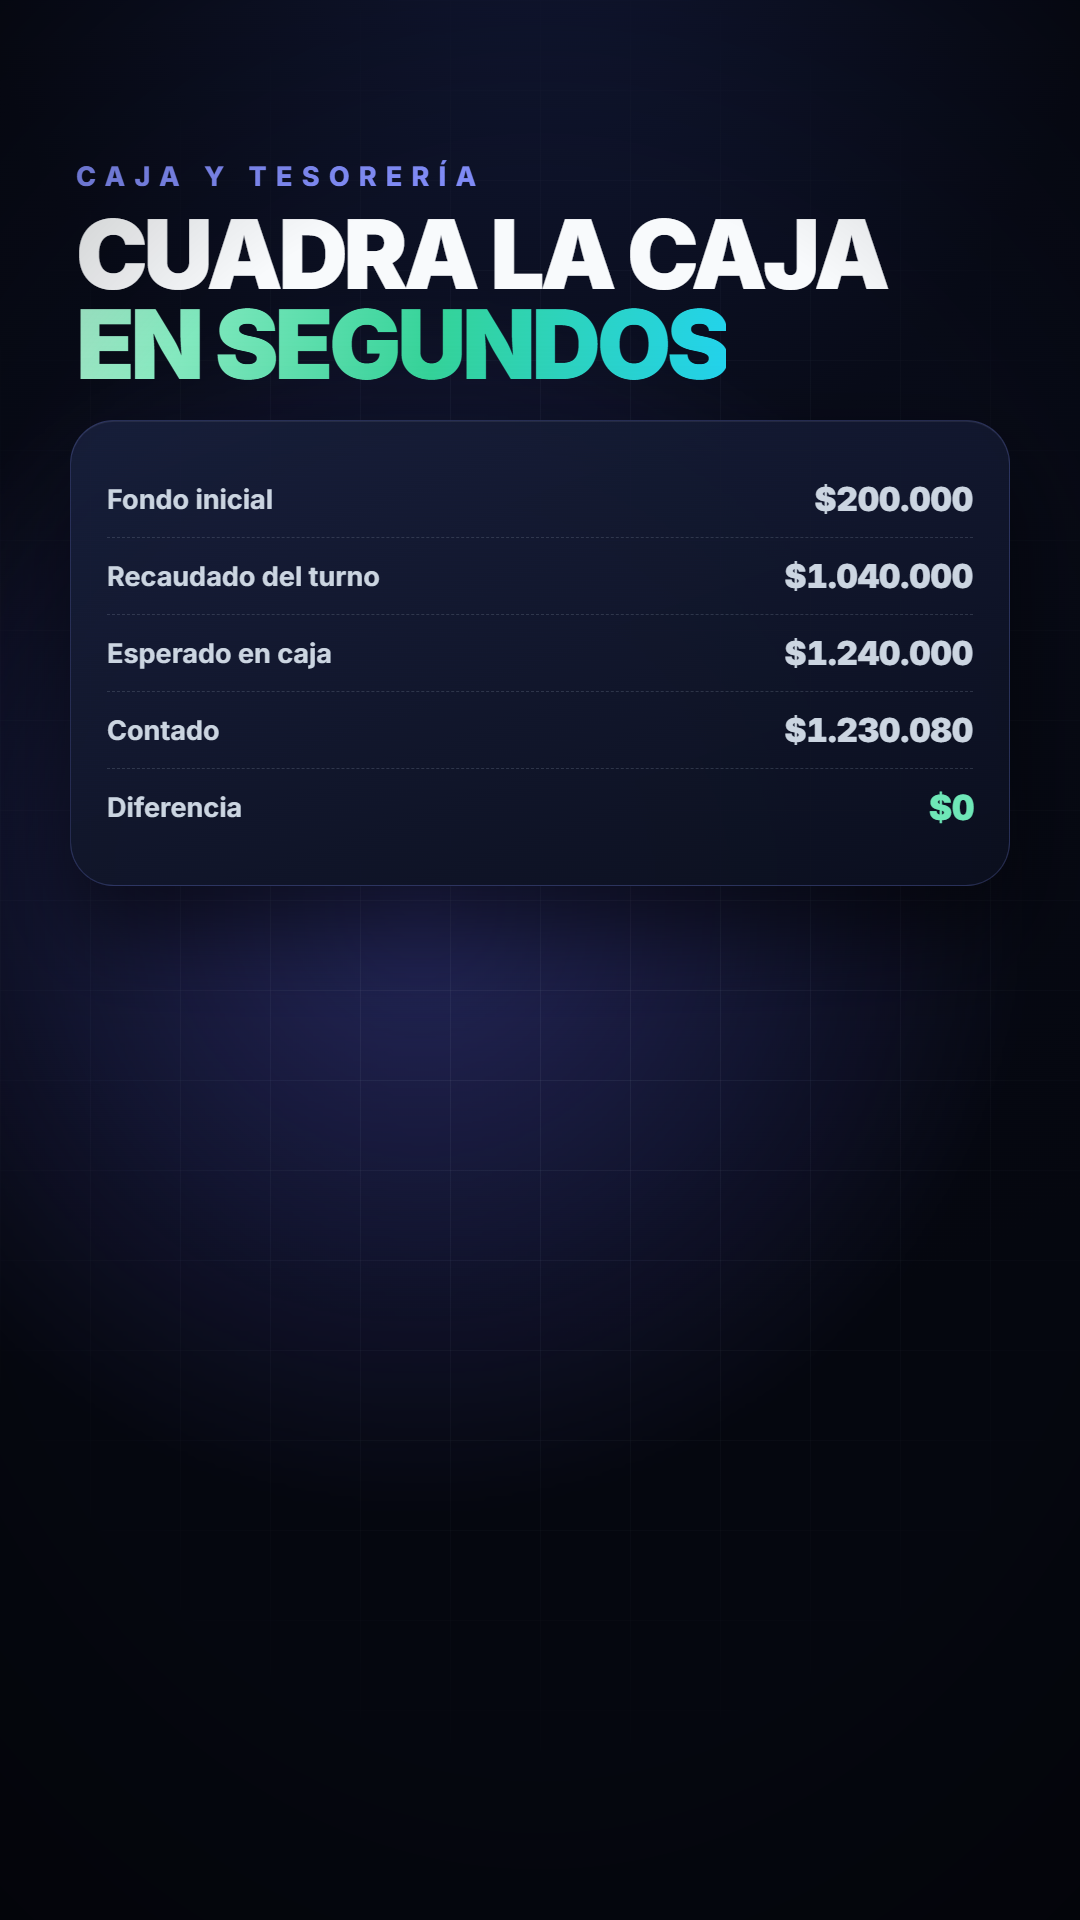 CAJA Y TESORERÍA
CUADRA LA CAJA
EN SEGUNDOS
Fondo inicial $200.000
Recaudado del turno $1.040.000
Esperado en caja $1.240.000
Contado $1.230.080
Diferencia $0